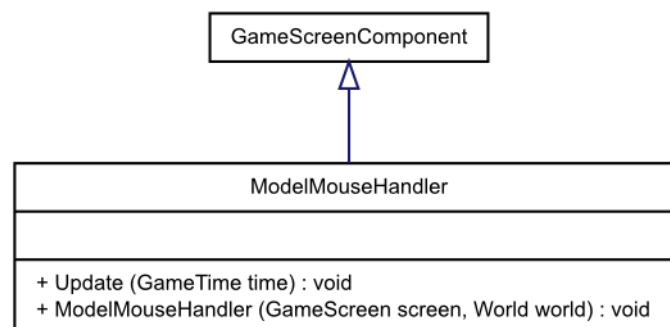 GameScreenComponent
ModelMouseHandler
+ Update (GameTime time) : void
+ ModelMouseHandler (GameScreen screen, World world) : void